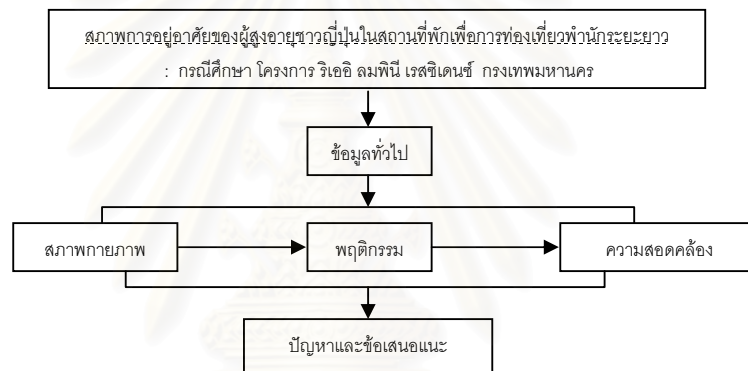 สภาพการอยู่อาศัยของผู้สูงอายุชาวญี่ปุ่นในสถานที่พักเพื่อการท่องเที่ยวพำนักระยะยาว
: กรณีศึกษา โครงการ ริเออิ ลมพินี เรสซิเดนซ์ กรุงเทพมหานคร
ข้อมูลทั่วไป
สภาพกายภาพ
พฤติกรรม
ความสอดคล้อง
ปัญหาและข้อเสนอแนะ